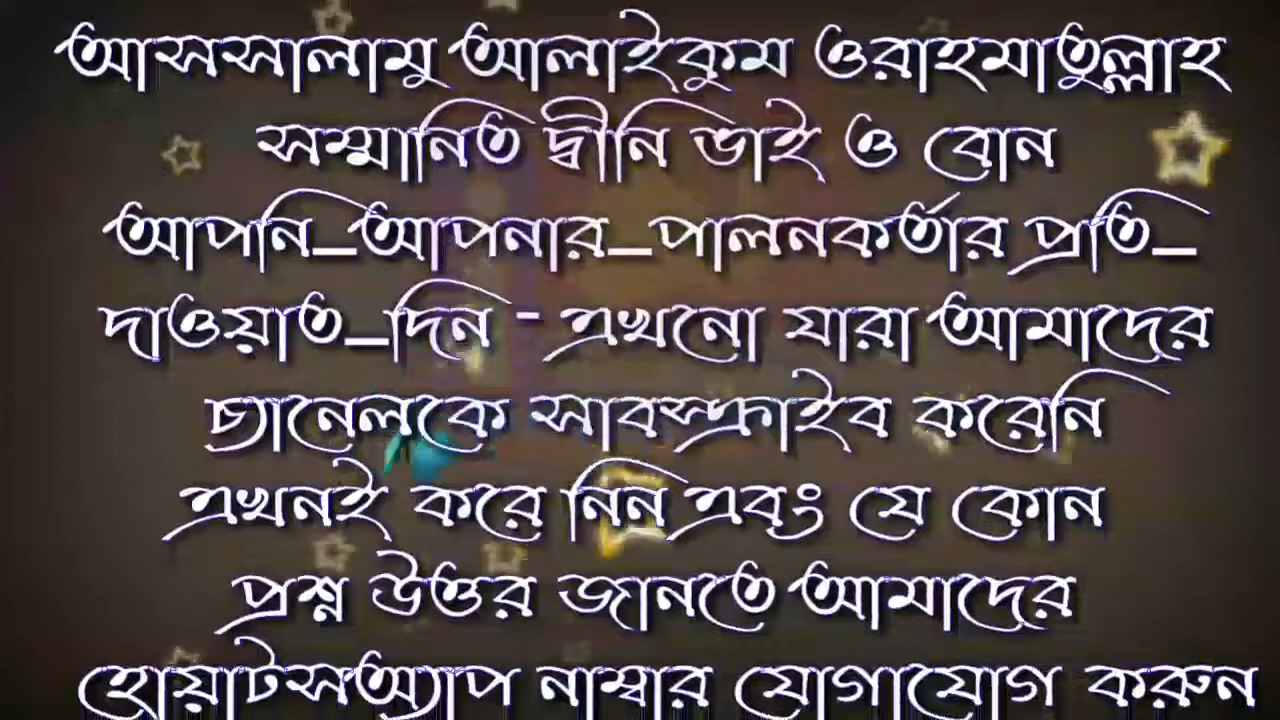 আসসালামু আলাইকুম ওরাহমাতুল্লাহ
সম্মানিত দ্বীনি ভাই ও বোন
আপনি_আপনার_পালনকর্তার প্রতি_
দাওয়াত_দিন - এখনো যারা আমাদের
চ্যানেলকে সাবস্ক্রাইব করেনি
এখনই করে নিন এবং যে কোন
প্রশ্ন উত্তর জানতে আমাদের
হোয়াটসঅ্যাপ নাম্বার যোগাযোগ করুন